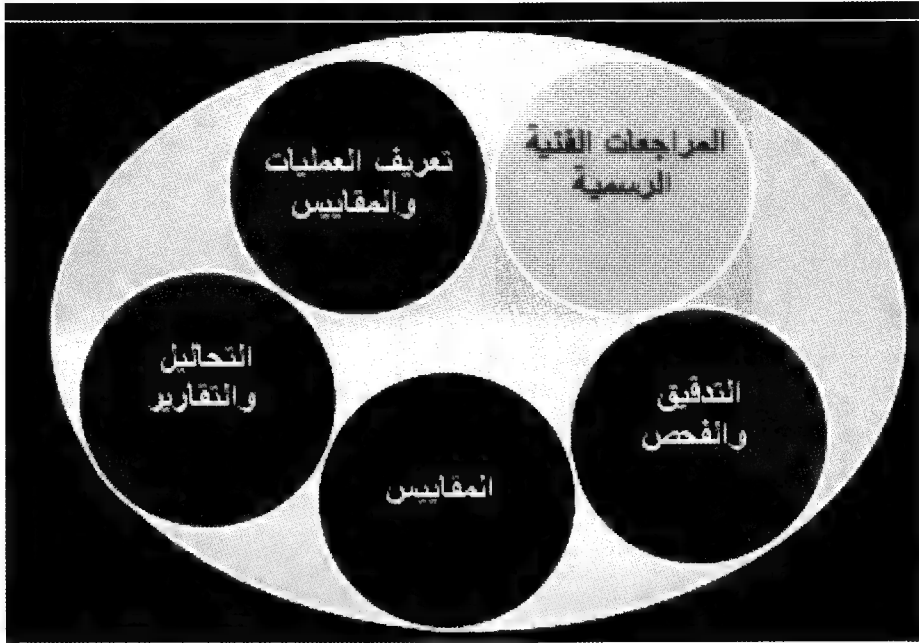 المراجعات الفنية
الرسمية
تعريف العمليات
والمقاييس
التحاليل
والتقارير
المقاييس
التدقيق
والفحص